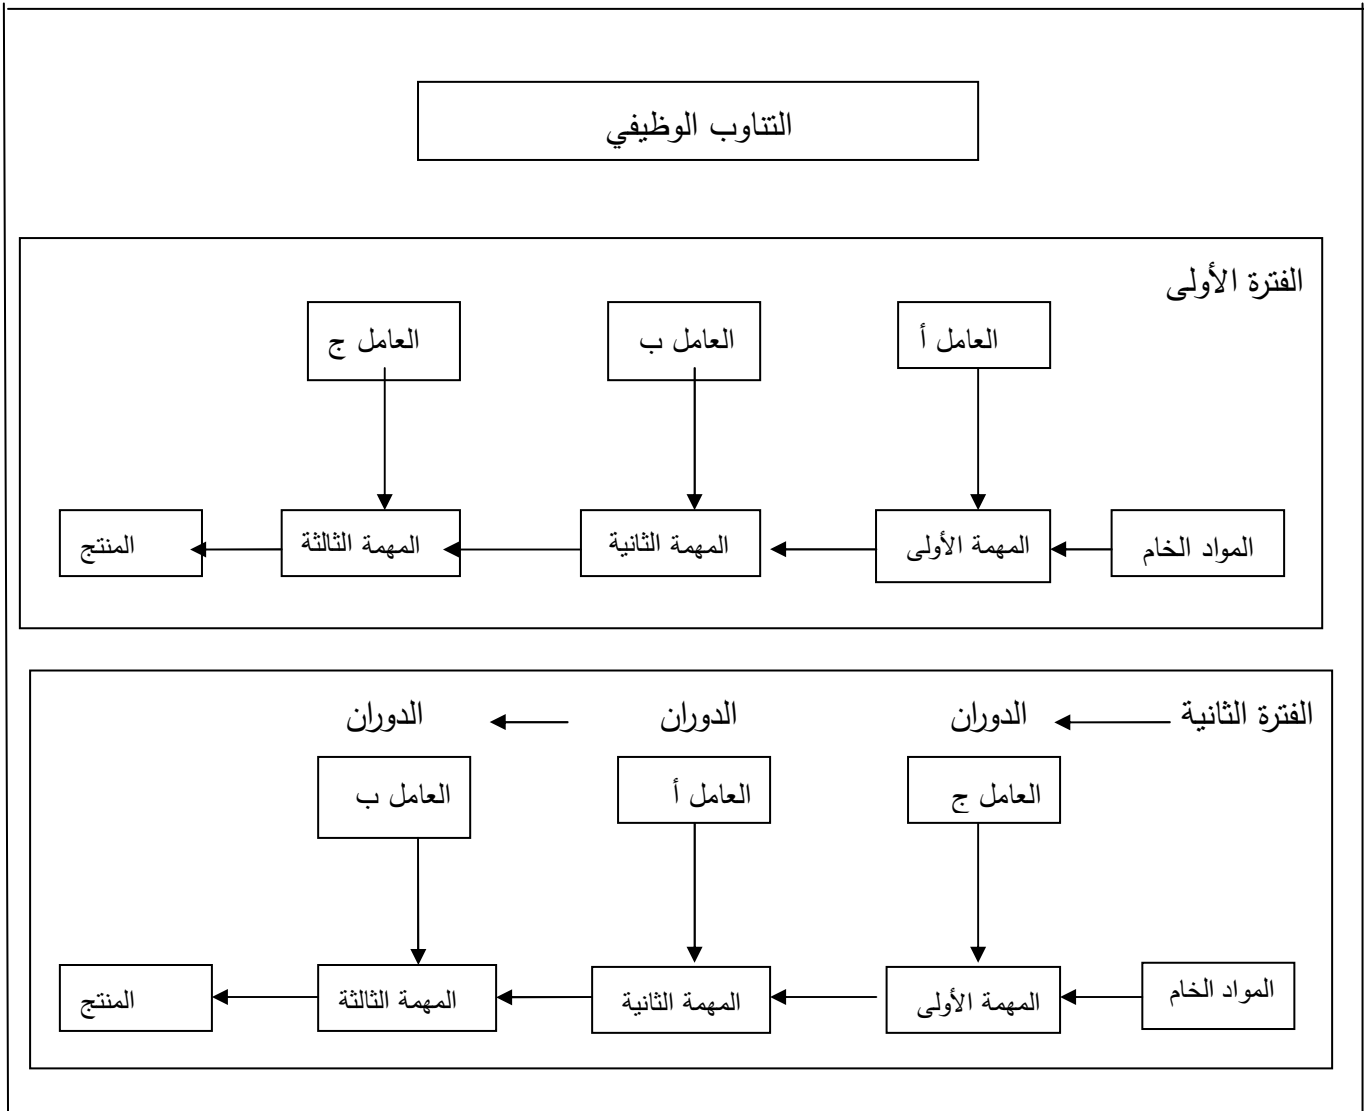 التناوب الوظيفي
الفترة الأولى
العامل أ
العامل ب
العامل ج
المواد الخام
المهمة الأولى
المهمة الثانية
المهمة الثالثة
المنتج
الفترة الثانية
الدوران
الدوران
الدوران
العامل ج
العامل أ
العامل ب
المواد الخام
المهمة الأولى
المهمة الثانية
المهمة الثالثة
المنتج